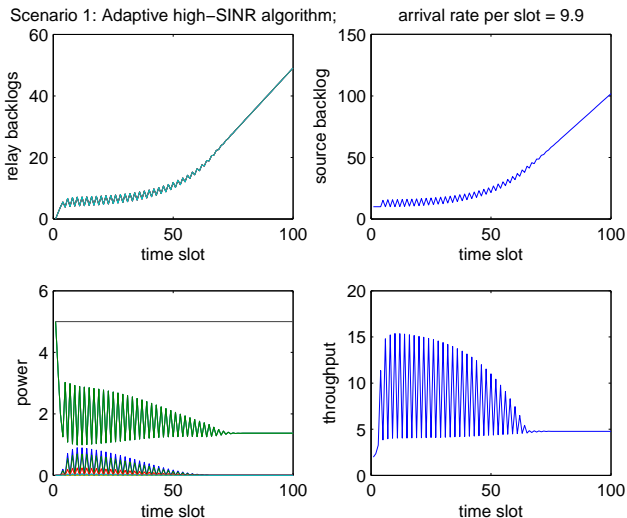 Scenario 1: Adaptive high−SINR algorithm; arrival rate per slot = 9.9
60
40
20
0
0 50 100
relay backlogs
time slot
150
100
50
0
0 50 100
source backlog
time slot
6
4
2
0
0 50 100
power
time slot
20
15
10
5
0
0 50 100
throughput
time slot